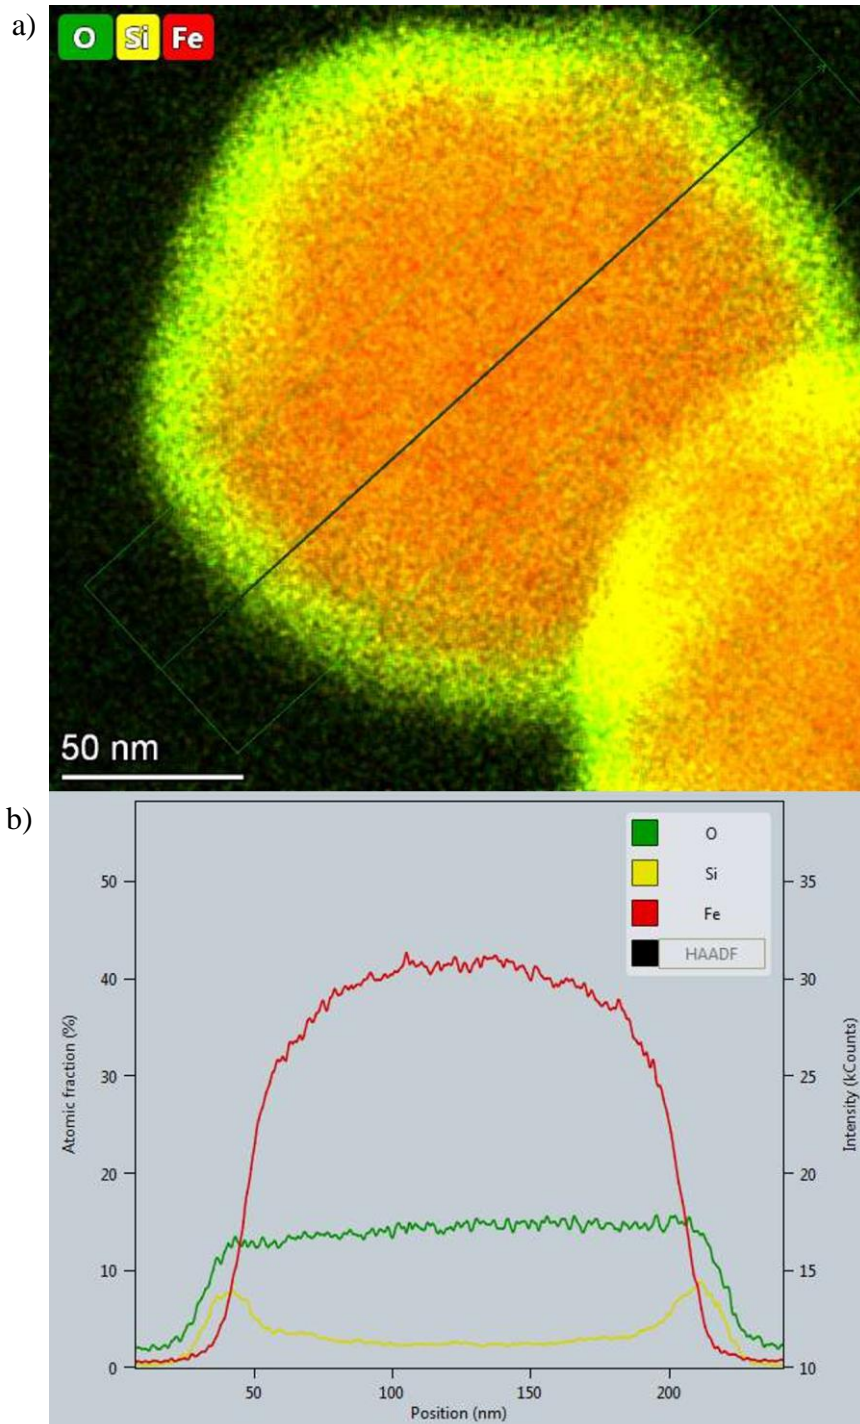 a)
O Si Fe
50 nm
b)
O
Si
Fe
HAADF
50
40
30
20
10
0
35
30
25
20
15
10
50 100 150 200
Atomic fraction (%)
Intensity (kCounts)
Position (nm)